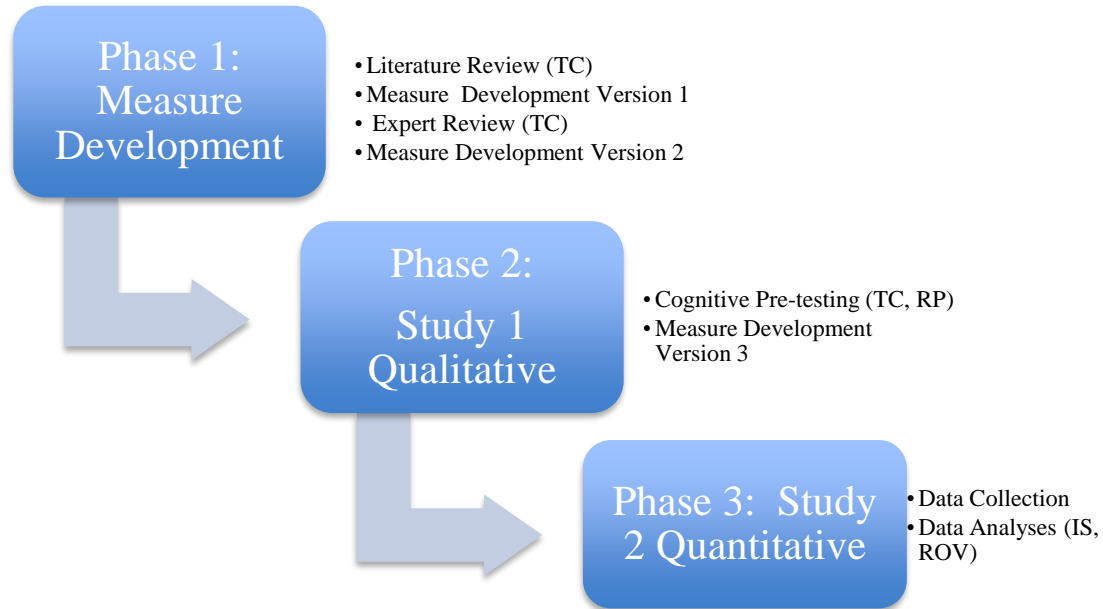 Phase 1:
Measure
Development
• Literature Review (TC)
• Measure Development Version 1
• Expert Review (TC)
• Measure Development Version 2
Phase 2:
Study 1
Qualitative
• Cognitive Pre-testing (TC, RP)
• Measure Development
Version 3
Phase 3: Study
2 Quantitative
• Data Collection
• Data Analyses (IS,
ROV)